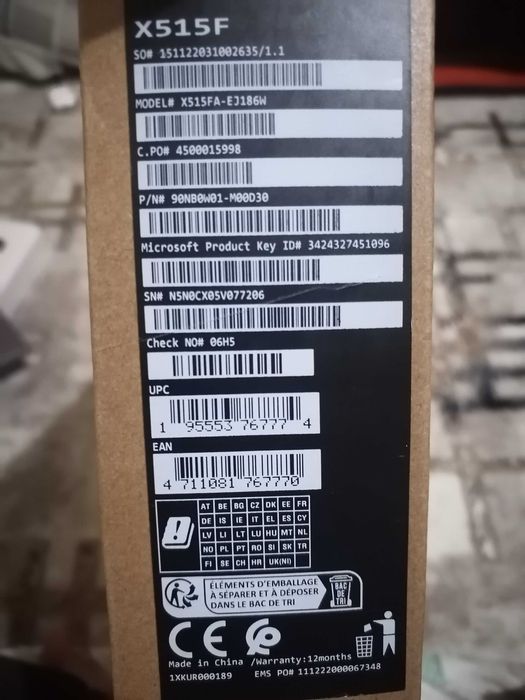 X515F
SO# 151122031002635/1.1
MODEL# X515FA-EJ186W
C.PO# 4500015998
P/N# 90NB0W01-M00D30
Microsoft Product Key ID# 3424327451096
SN# N5N0CX05V077206
Check NO# 06H5
UPC
1 95553 76777 4
EAN
4 711081 767770
AT BE BG CZ DK EE FR
DE IS IE IT EL ES CY
LV LI LT LU HU MT NL
NO PL PT RO SI SK TR
FI SE CH HR UK(NI)
ÉLÉMENTS D'EMBALLAGE
À SÉPARER ET À DÉPOSER
DANS LE BAC DE TRI
BAC
DE
TRI
CE
Made in China /Warranty:12months
1XKUR000189 EMS PO# 111222000067348